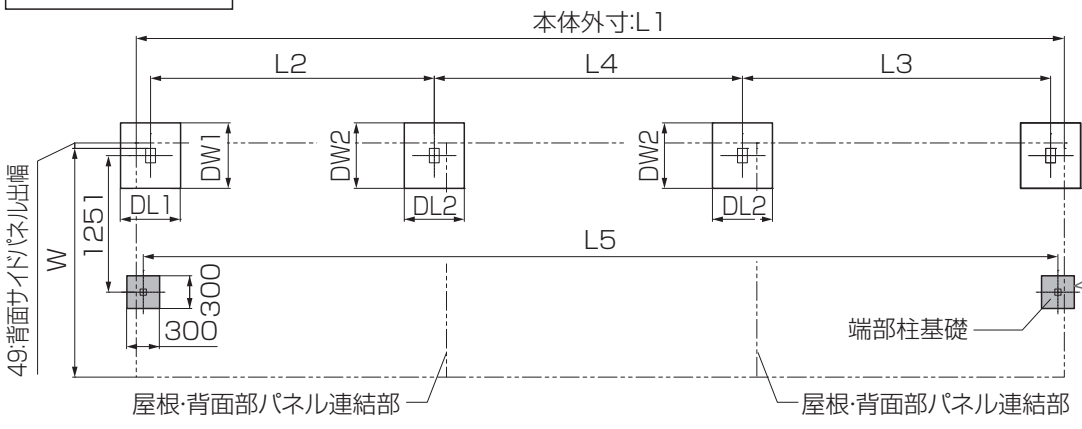 本体外寸:L1
L2
L4
L3
DW1
DW2
DW2
DL1
DL2
DL2
49:背面サイドパネル出幅
W
1251
L5
300
300
端部柱基礎
屋根・背面部パネル連結部
屋根・背面部パネル連結部